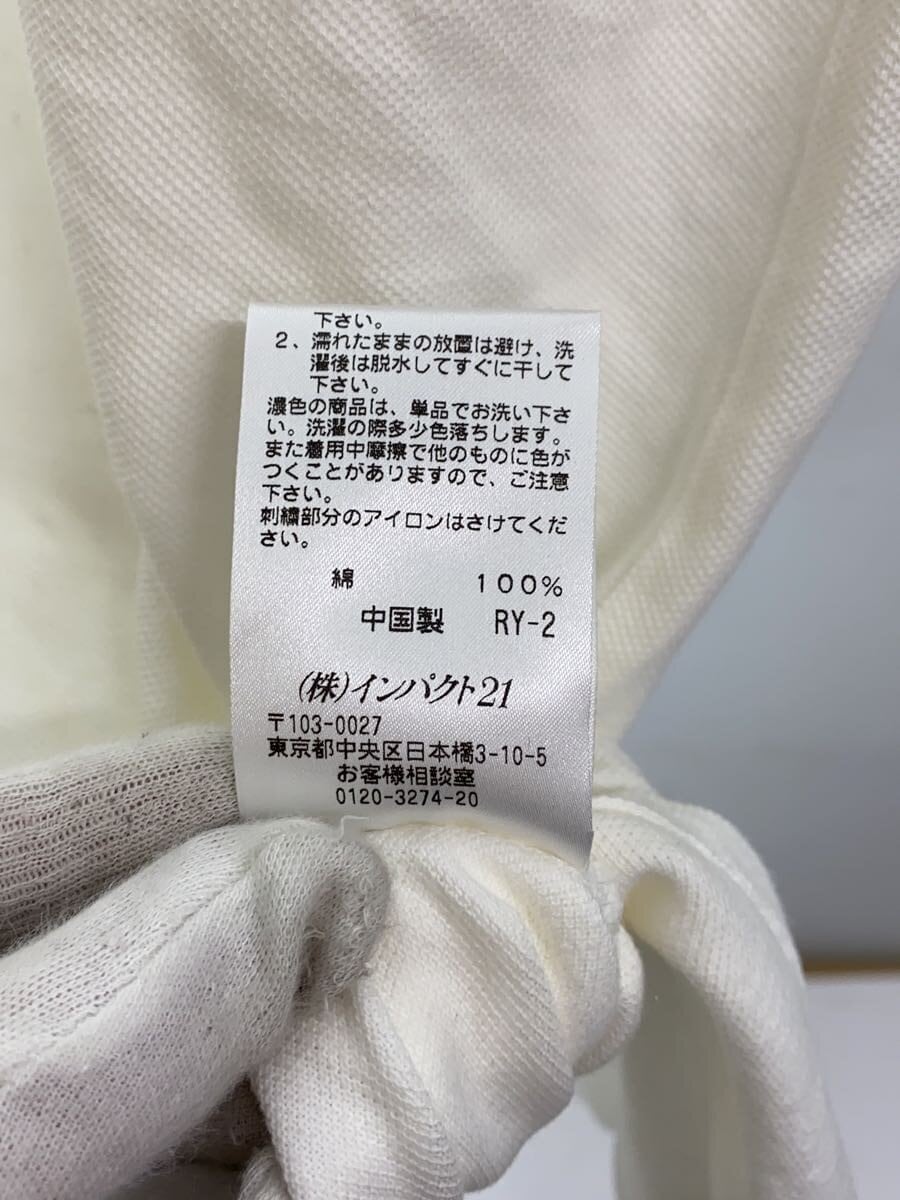 下さい。
２、濡れたままの放置は避け、洗
濯後は脱水してすぐに干して
下さい。
濃色の商品は、単品でお洗い下さ
い。洗濯の際多少色落ちします。
また着用中摩擦で他のものに色が
つくことがありますので、ご注意
下さい。
刺繍部分のアイロンはさけてくだ
さい。
綿 １００％
中国製 RY-2
(株)インパクト21
〒103-0027
東京都中央区日本橋3-10-5
お客様相談室
0120-3274-20